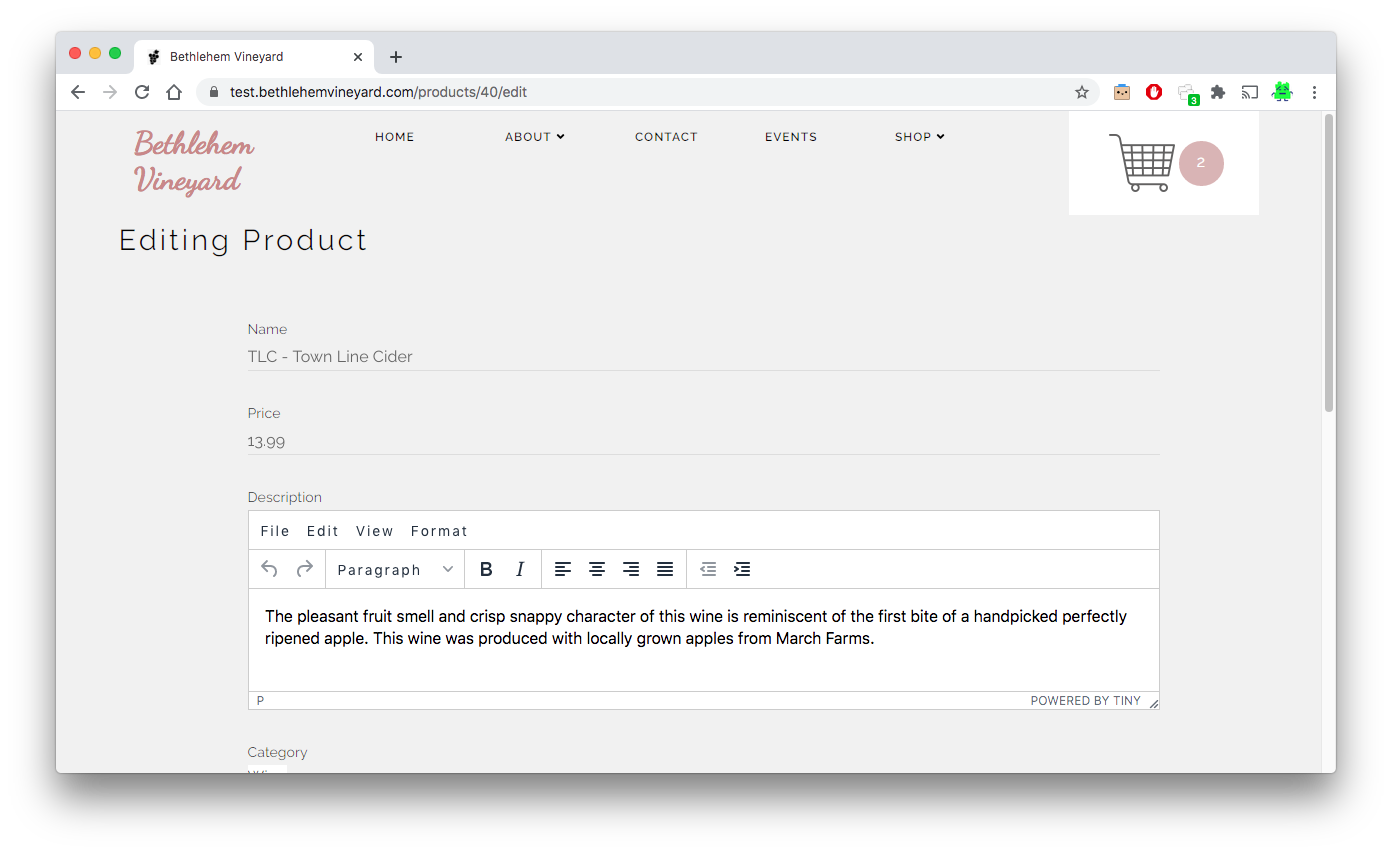 Bethlehem Vineyard
test.bethlehemvineyard.com/products/40/edit
3
Bethlehem
Vineyard
HOME ABOUT CONTACT EVENTS SHOP
2
Editing Product
Name
TLC - Town Line Cider
Price
13.99
Description
File Edit View Format
Paragraph B I
The pleasant fruit smell and crisp snappy character of this wine is reminiscent of the first bite of a handpicked perfectly
ripened apple. This wine was produced with locally grown apples from March Farms.
P POWERED BY TINY
Category